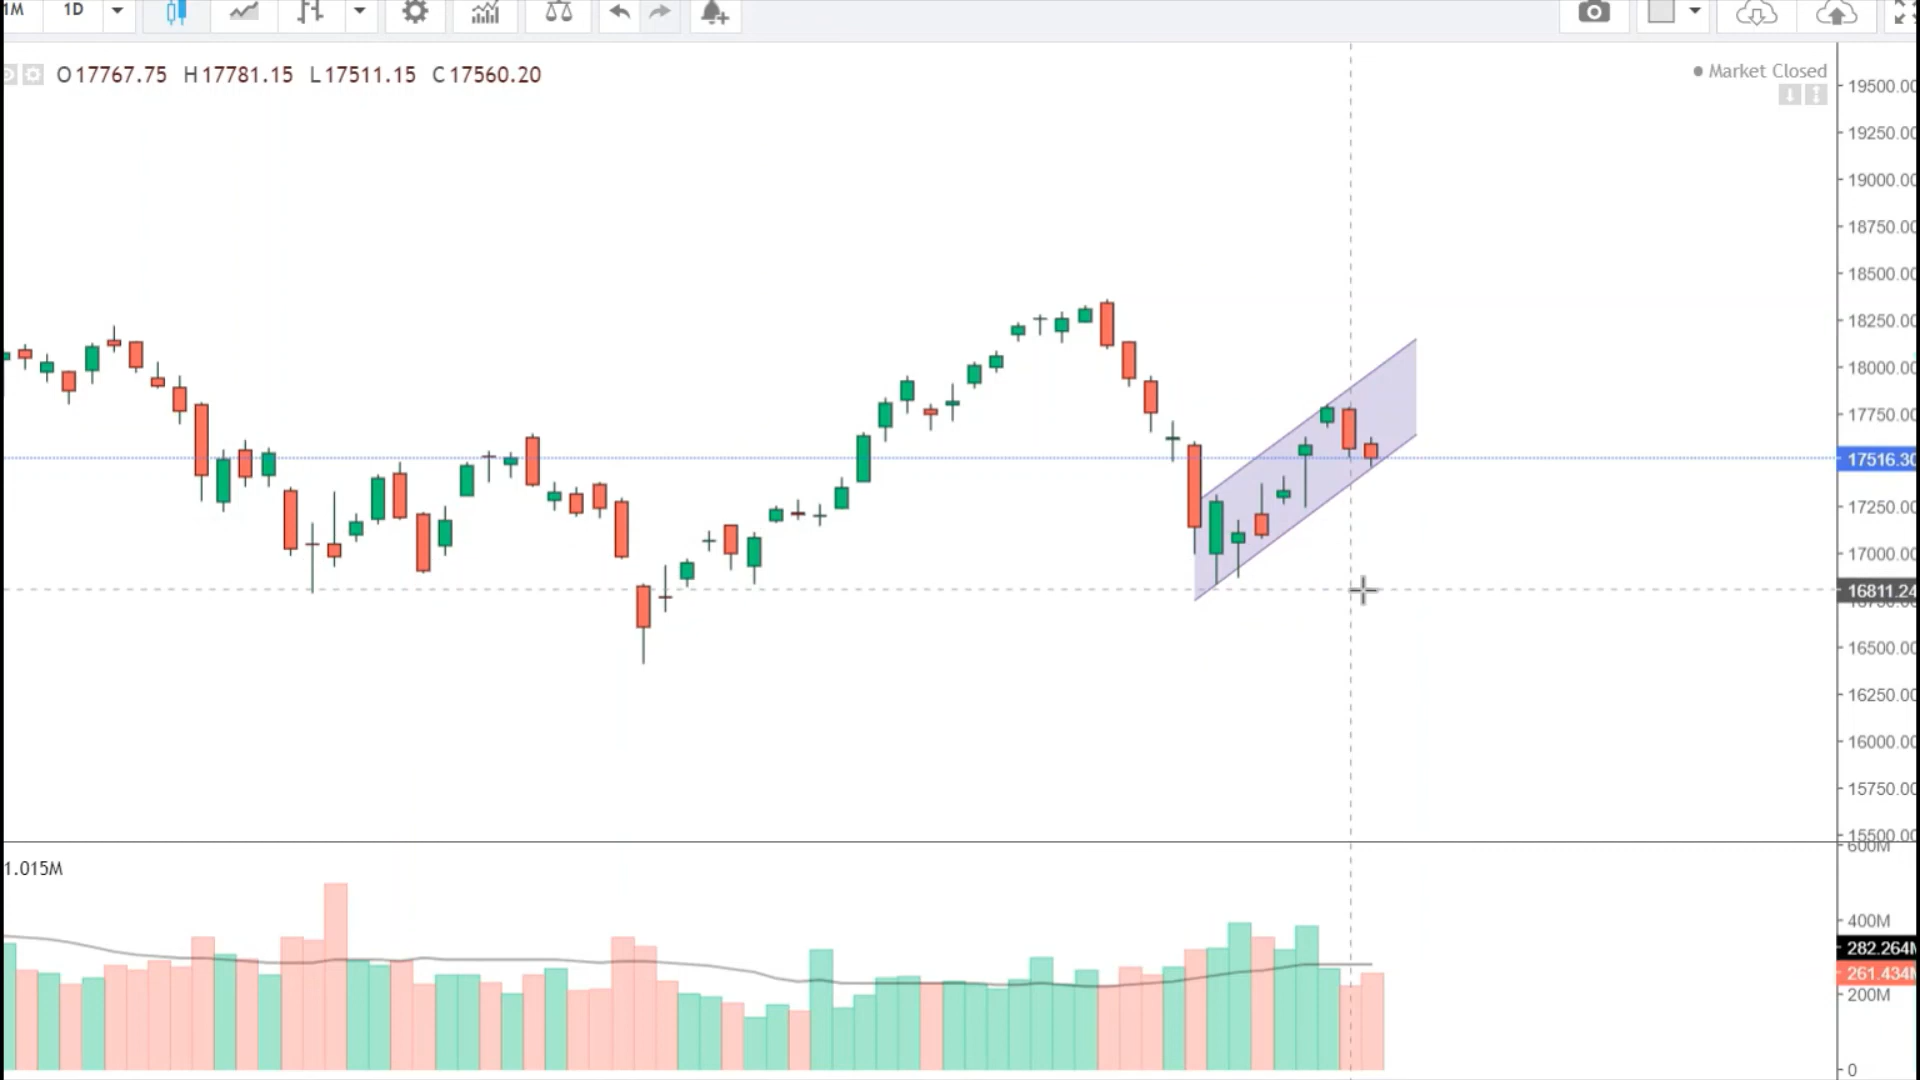 1M 1D
O17767.75 H17781.15 L17511.15 C17560.20
Market Closed
19500.00
19250.00
19000.00
18750.00
18500.00
18250.00
18000.00
17750.00
17516.30
17250.00
17000.00
16811.24
16500.00
16250.00
16000.00
15750.00
15500.00
600M
1.015M
400M
282.264M
261.434M
200M
0